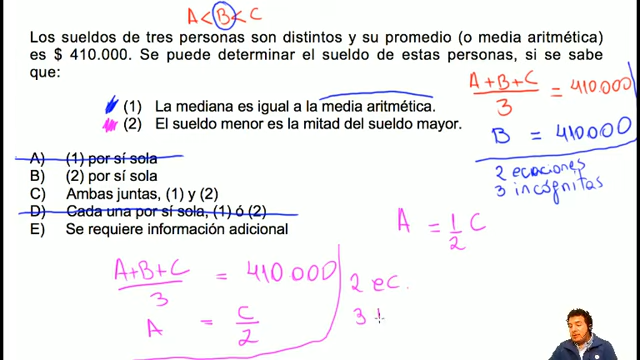 A < B < C
Los sueldos de tres personas son distintos y su promedio (o media aritmética)
es $ 410.000. Se puede determinar el sueldo de estas personas, si se sabe
que:
(1) La mediana es igual a la media aritmética.
(2) El sueldo menor es la mitad del sueldo mayor.
A) (1) por sí sola
B) (2) por sí sola
C) Ambas juntas, (1) y (2)
D) Cada una por sí sola, (1) ó (2)
E) Se requiere información adicional
A+B+C
3
= 410.000
B = 410.000
2 ecuaciones
3 incógnitas
A = 1/2 C
A+B+C
3
= 410.000
A = C/2
2 ec.
3